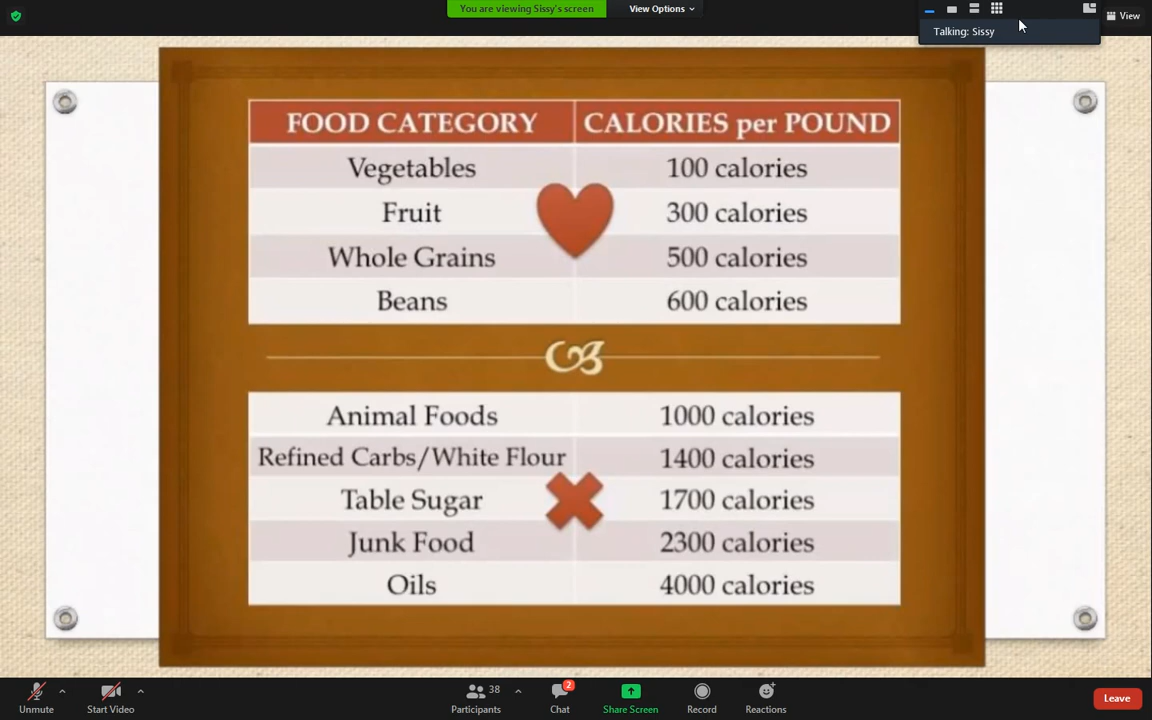 You are viewing Sissy's screen
View Options
View
Talking: Sissy
FOOD CATEGORY CALORIES per POUND
Vegetables 100 calories
Fruit 300 calories
Whole Grains 500 calories
Beans 600 calories
Animal Foods 1000 calories
Refined Carbs/White Flour 1400 calories
Table Sugar 1700 calories
Junk Food 2300 calories
Oils 4000 calories
38
2
Unmute
Start Video
Participants
Chat
Share Screen
Record
Reactions
Leave